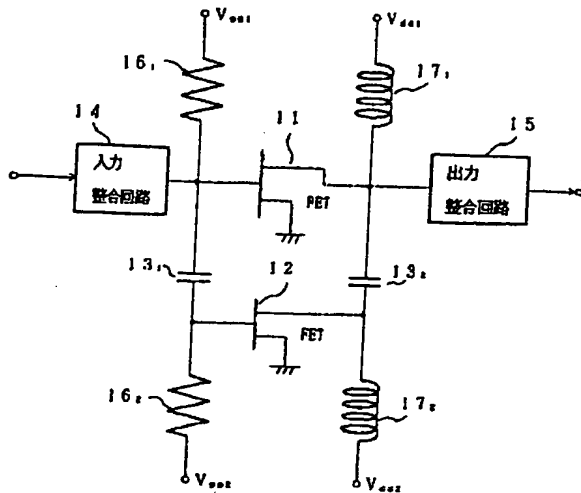 Vgg1
Vdd1
16₁
17₁
14
11
15
入力
整合回路
FET
出力
整合回路
13₁
12
13₂
FET
16₂
17₂
Vgg2
Vdd2